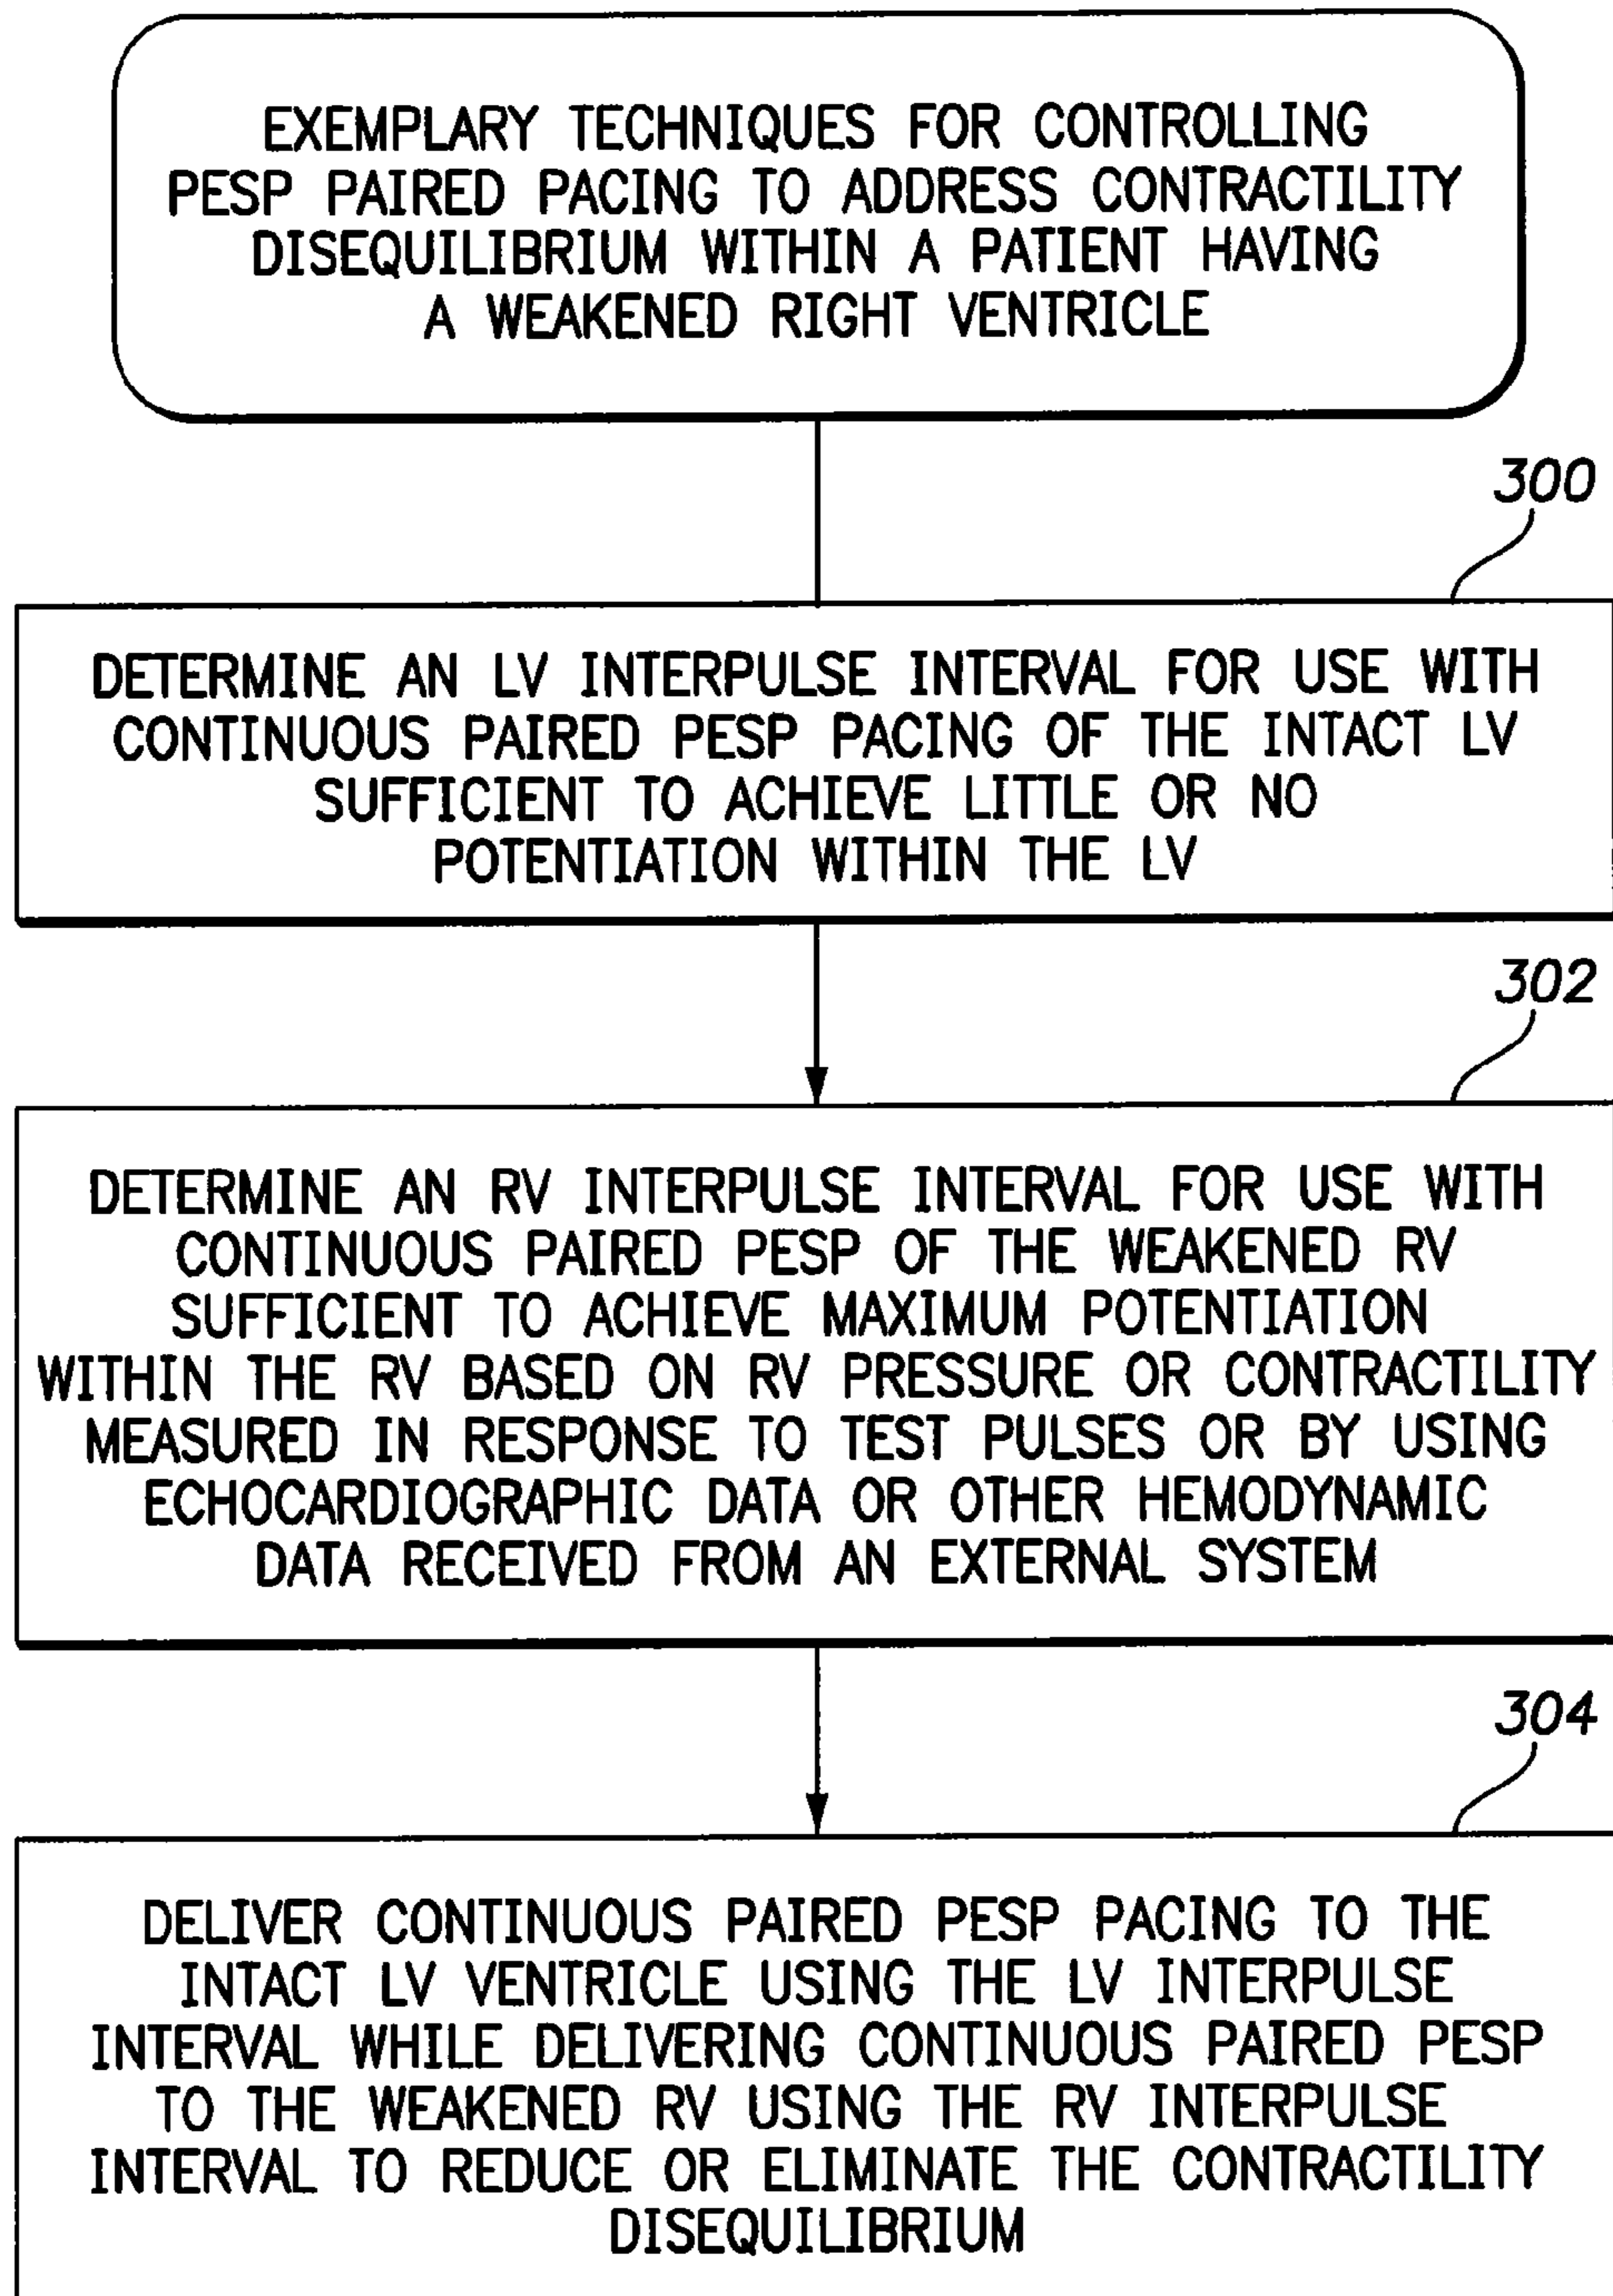 EXEMPLARY TECHNIQUES FOR CONTROLLING
PESP PAIRED PACING TO ADDRESS CONTRACTILITY
DISEQUILIBRIUM WITHIN A PATIENT HAVING
A WEAKENED RIGHT VENTRICLE
300
DETERMINE AN LV INTERPULSE INTERVAL FOR USE WITH
CONTINUOUS PAIRED PESP PACING OF THE INTACT LV
SUFFICIENT TO ACHIEVE LITTLE OR NO
POTENTIATION WITHIN THE LV
302
DETERMINE AN RV INTERPULSE INTERVAL FOR USE WITH
CONTINUOUS PAIRED PESP OF THE WEAKENED RV
SUFFICIENT TO ACHIEVE MAXIMUM POTENTIATION
WITHIN THE RV BASED ON RV PRESSURE OR CONTRACTILITY
MEASURED IN RESPONSE TO TEST PULSES OR BY USING
ECHOCARDIOGRAPHIC DATA OR OTHER HEMODYNAMIC
DATA RECEIVED FROM AN EXTERNAL SYSTEM
304
DELIVER CONTINUOUS PAIRED PESP PACING TO THE
INTACT LV VENTRICLE USING THE LV INTERPULSE
INTERVAL WHILE DELIVERING CONTINUOUS PAIRED PESP
TO THE WEAKENED RV USING THE RV INTERPULSE
INTERVAL TO REDUCE OR ELIMINATE THE CONTRACTILITY
DISEQUILIBRIUM